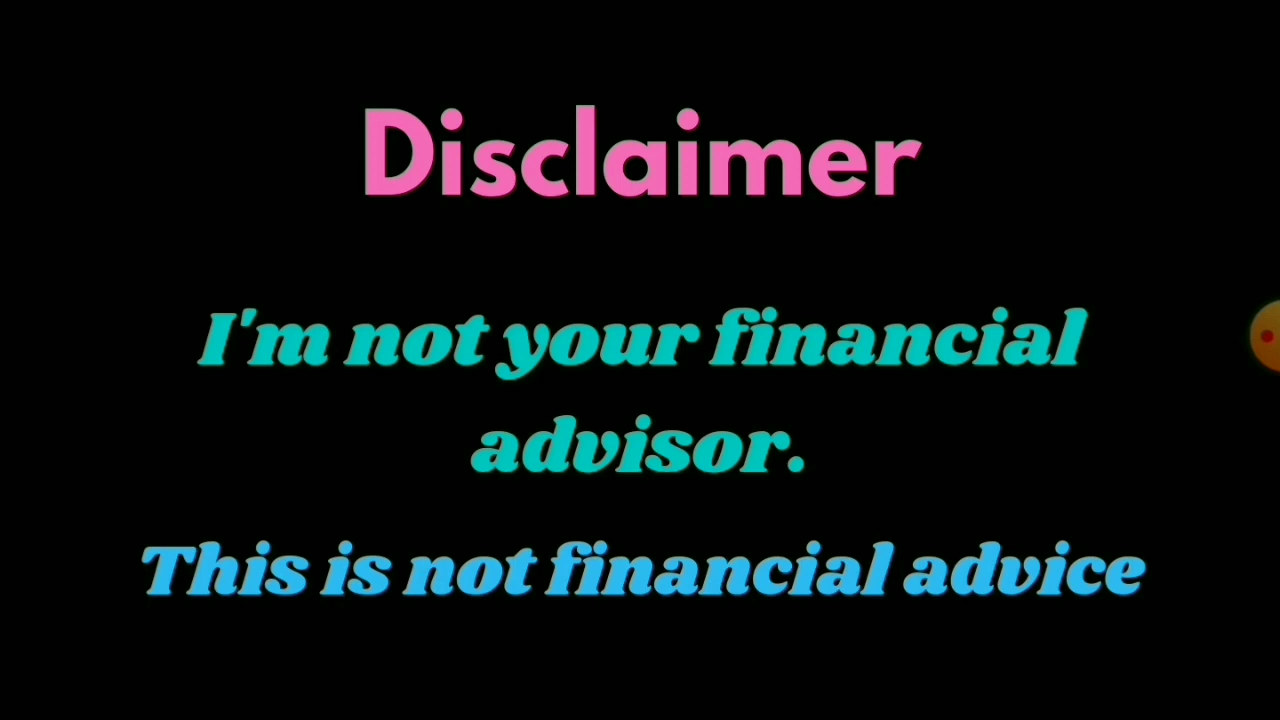 Disclaimer
I'm not your financial
advisor.
This is not financial advice